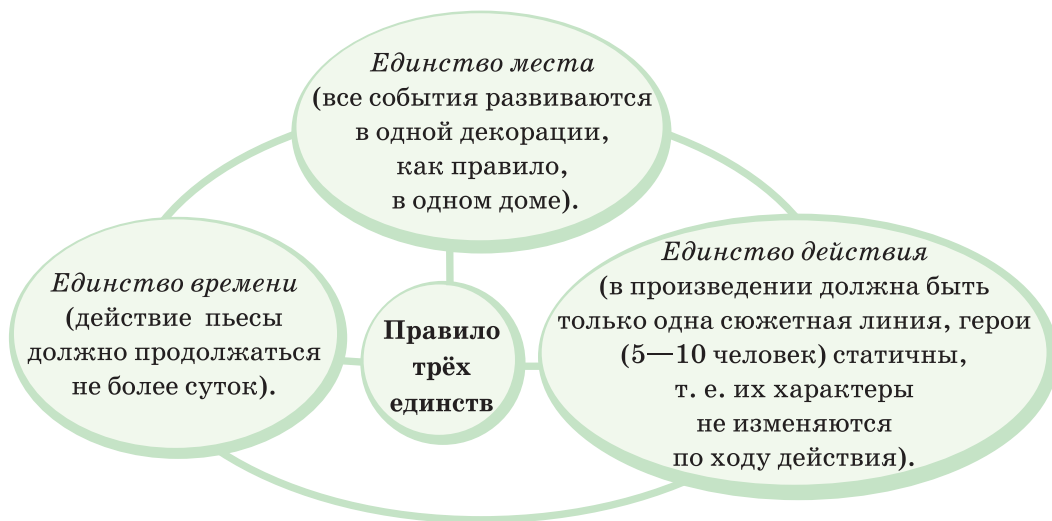 Единство места
(все события развиваются
в одной декорации,
как правило,
в одном доме).
Единство времени
(действие пьесы
должно продолжаться
не более суток).
Правило
трёх
единств
Единство действия
(в произведении должна быть
только одна сюжетная линия, герои
(5—10 человек) статичны,
т. е. их характеры
не изменяются
по ходу действия).